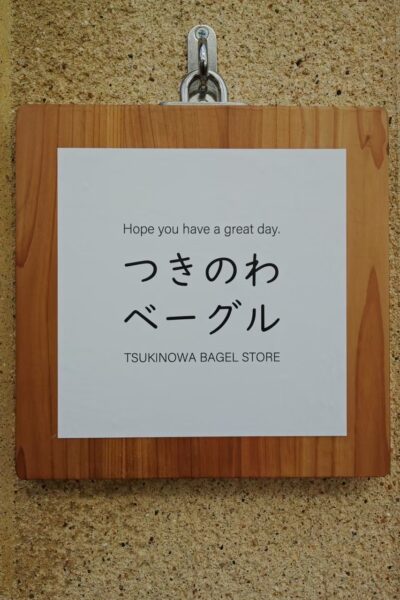 Hope you have a great day.
つきのわ
ベーグル
TSUKINOWA BAGEL STORE